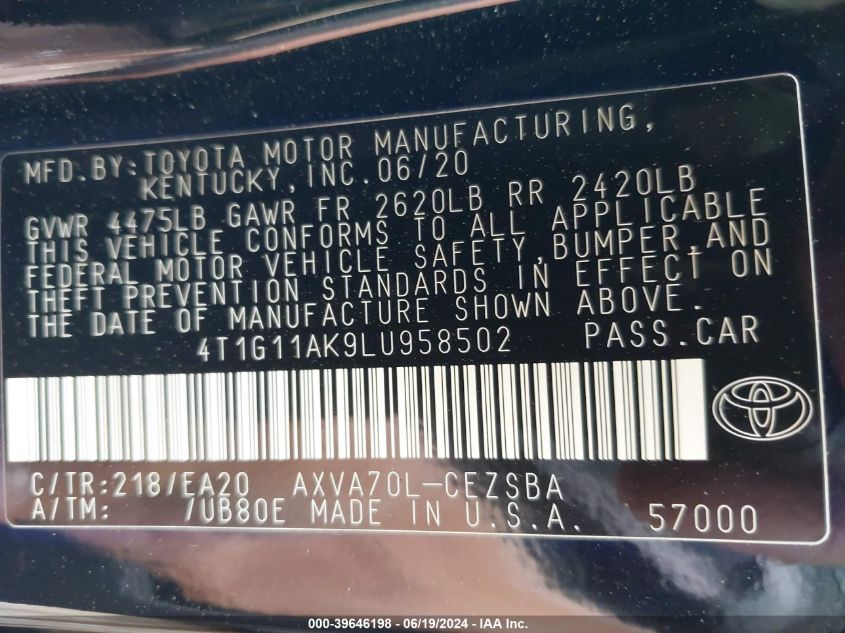 MFD.BY:TOYOTA MOTOR MANUFACTURING,
KENTUCKY,INC.06/20
GVWR 4475LB GAWR FR 2620LB RR 2420LB
THIS VEHICLE CONFORMS TO ALL APPLICABLE
FEDERAL MOTOR VEHICLE SAFETY,BUMPER,AND
THEFT PREVENTION STANDARDS IN EFFECT ON
THE DATE OF MANUFACTURE SHOWN ABOVE.
4T1G11AK9LU958502 PASS.CAR
C/TR:218/EA20 AXVA70L-CEZSBA
A/TM: /UB80E MADE IN U.S.A. 57000
000-39646198 - 06/19/2024 - IAA Inc.